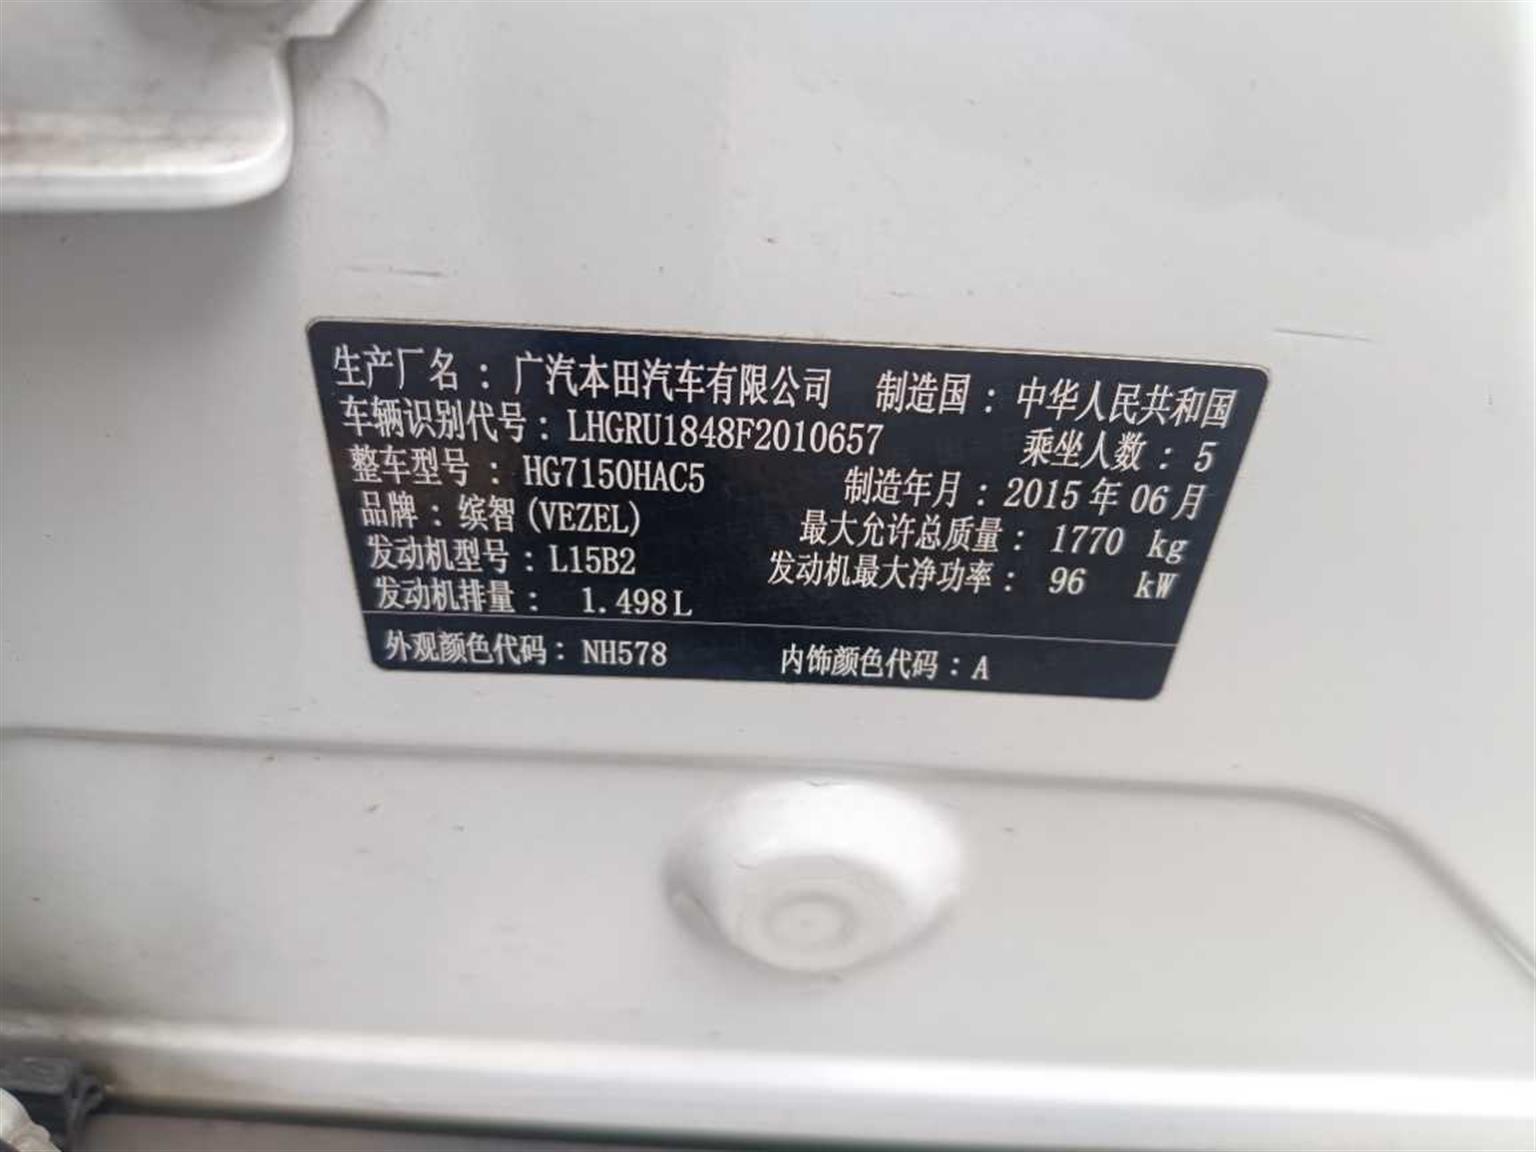 生产厂名：广汽本田汽车有限公司 制造国：中华人民共和国
车辆识别代号：LHGRU1848F2010657 乘坐人数：5
整车型号：HG7150HAC5 制造年月：2015年06月
品牌：缤智(VEZEL) 最大允许总质量：1770 kg
发动机型号：L15B2 发动机最大净功率：96 kW
发动机排量：1.498L
外观颜色代码：NH578 内饰颜色代码：A